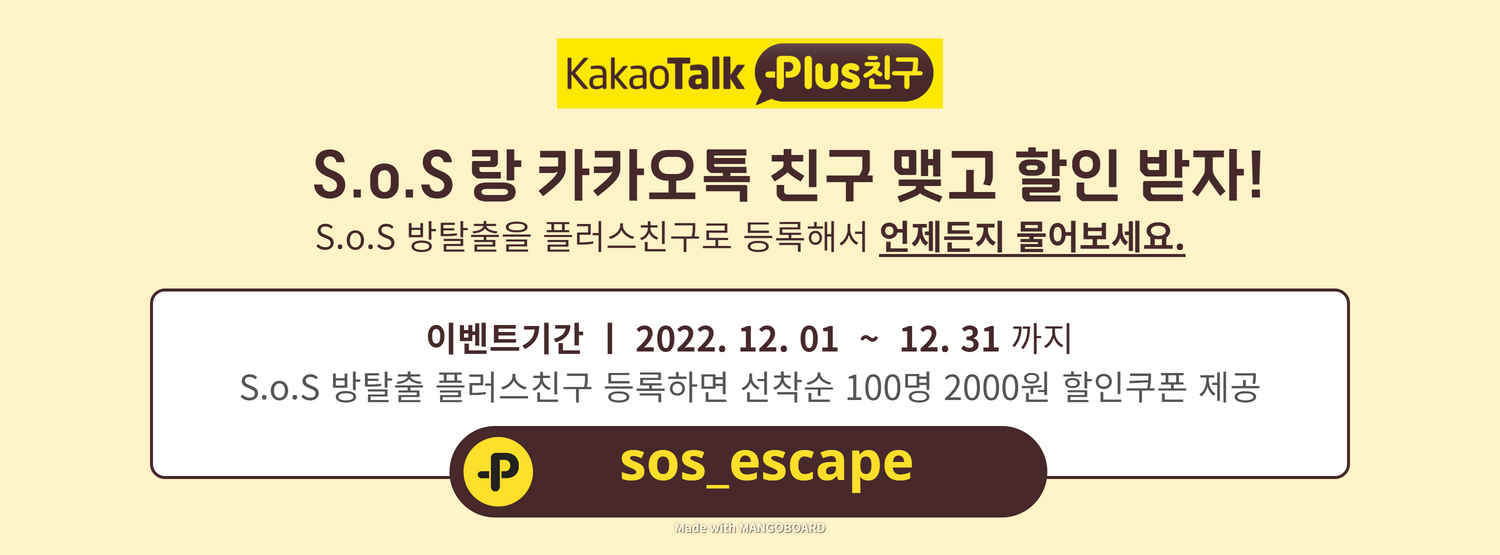 KakaoTalk Plus친구
S.o.S 랑 카카오톡 친구 맺고 할인 받자!
S.o.S 방탈출을 플러스친구로 등록해서 언제든지 물어보세요.
이벤트기간 | 2022. 12. 01 ~ 12. 31 까지
S.o.S 방탈출 플러스친구 등록하면 선착순 100명 2000원 할인쿠폰 제공
P sos_escape
Made with MANGOBOARD